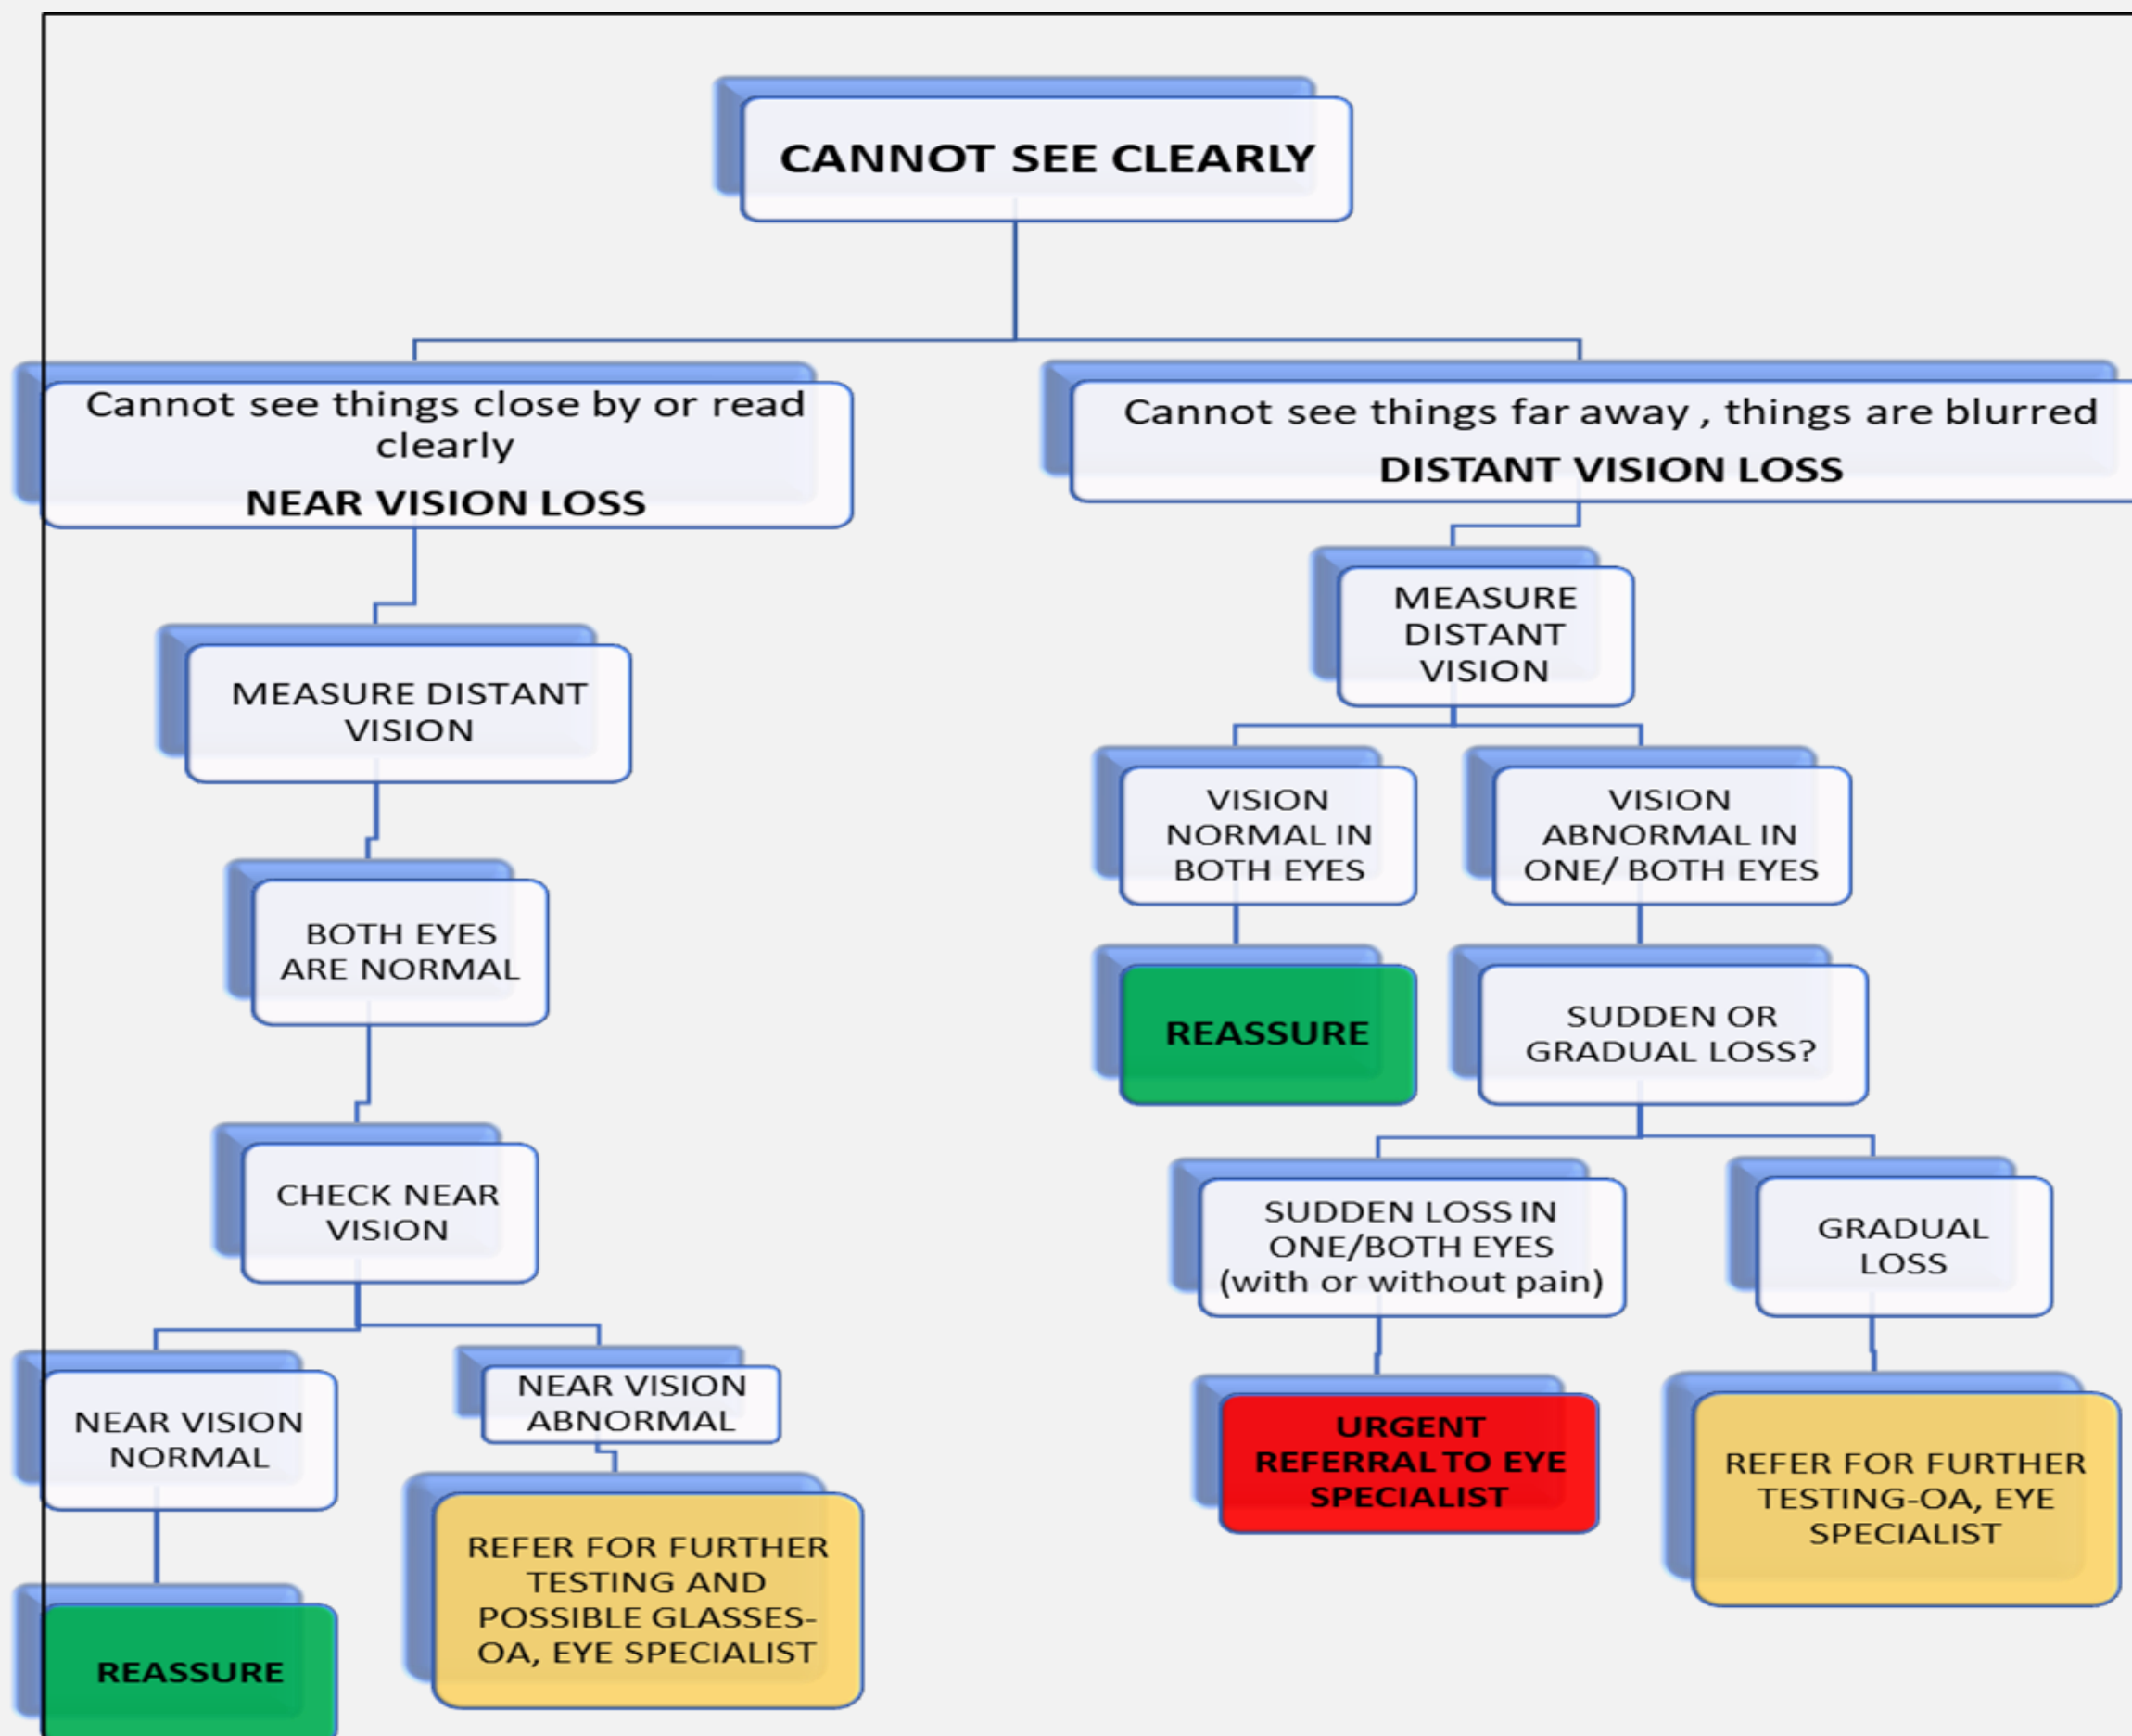 CANNOT SEE CLEARLY
Cannot see things close by or read
clearly
NEAR VISION LOSS
MEASURE DISTANT
VISION
BOTH EYES
ARE NORMAL
CHECK NEAR
VISION
NEAR VISION
NORMAL
REASSURE
NEAR VISION
ABNORMAL
REFER FOR FURTHER
TESTING AND
POSSIBLE GLASSES-
OA, EYE SPECIALIST
Cannot see things far away , things are blurred
DISTANT VISION LOSS
MEASURE
DISTANT
VISION
VISION
NORMAL IN
BOTH EYES
REASSURE
VISION
ABNORMAL IN
ONE/ BOTH EYES
SUDDEN OR
GRADUAL LOSS?
SUDDEN LOSS IN
ONE/BOTH EYES
(with or without pain)
URGENT
REFERRAL TO EYE
SPECIALIST
GRADUAL
LOSS
REFER FOR FURTHER
TESTING-OA, EYE
SPECIALIST